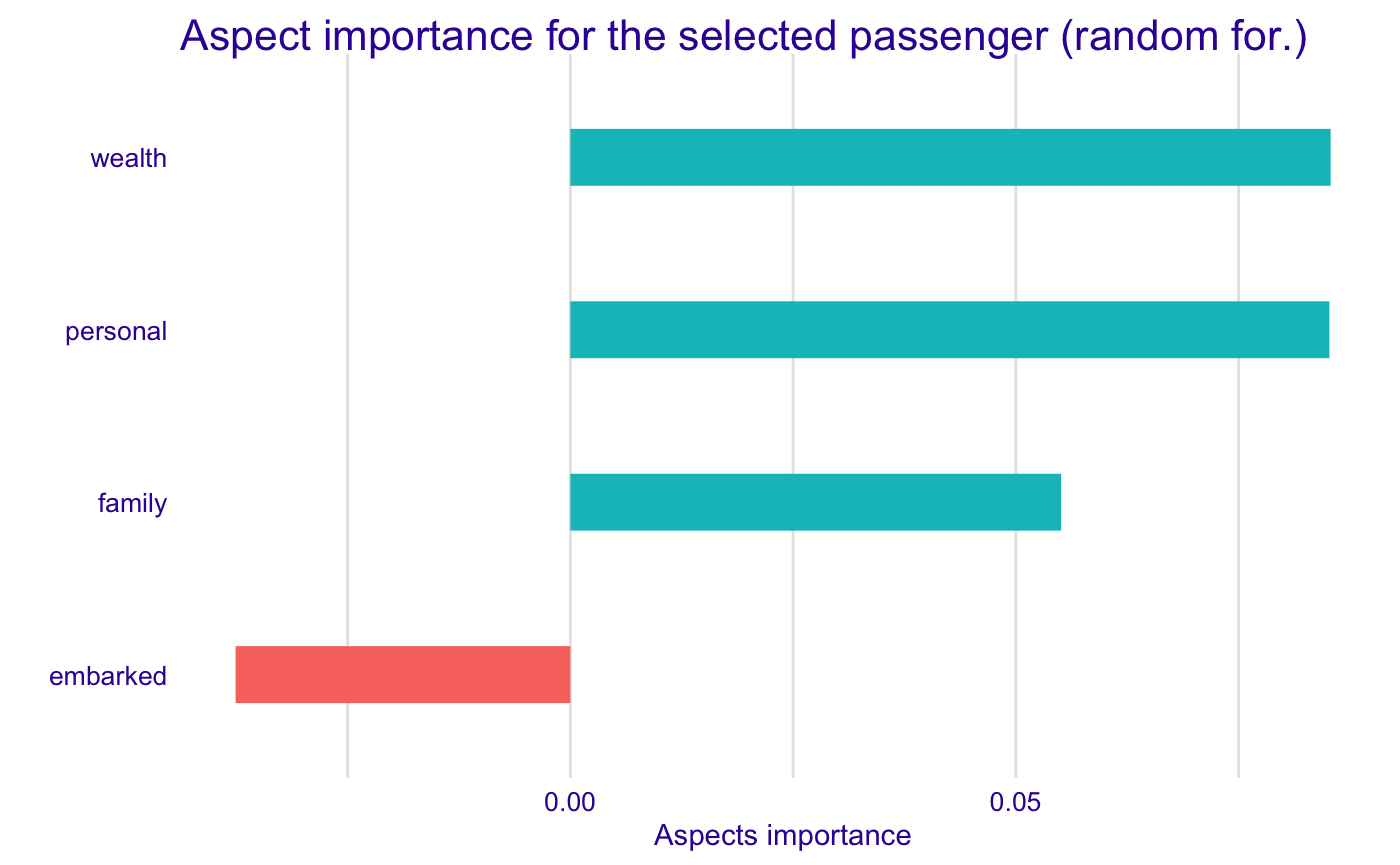 Aspect importance for the selected passenger (random for.)
wealth
personal
family
embarked
0.00 0.05
Aspects importance